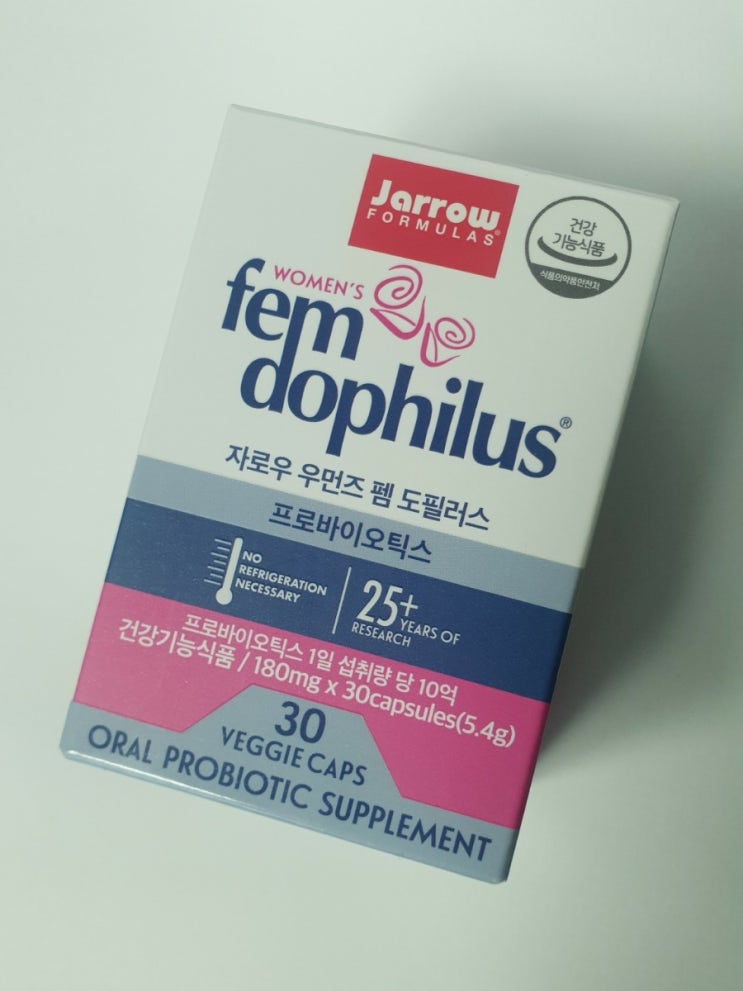 Jarrow
FORMULAS®
건강
기능식품
식품의약품안전처
WOMEN'S
fem
dophilus®
자로우 우먼즈 펨 도필러스
프로바이오틱스
NO
REFRIGERATION
NECESSARY
25+
YEARS OF
RESEARCH
프로바이오틱스 1일 섭취량 당 10억
건강기능식품 / 180mg x 30capsules(5.4g)
30
VEGGIE CAPS
ORAL PROBIOTIC SUPPLEMENT